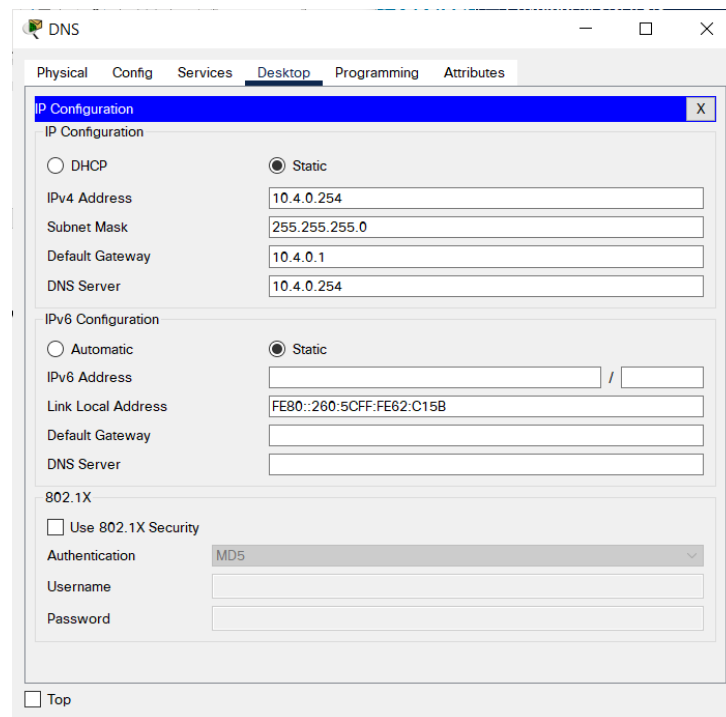 DNS
Physical Config Services Desktop Programming Attributes
IP Configuration X
IP Configuration
DHCP Static
IPv4 Address 10.4.0.254
Subnet Mask 255.255.255.0
Default Gateway 10.4.0.1
DNS Server 10.4.0.254
IPv6 Configuration
Automatic Static
IPv6 Address /
Link Local Address FE80::260:5CFF:FE62:C15B
Default Gateway
DNS Server
802.1X
Use 802.1X Security
Authentication MD5
Username
Password
Top